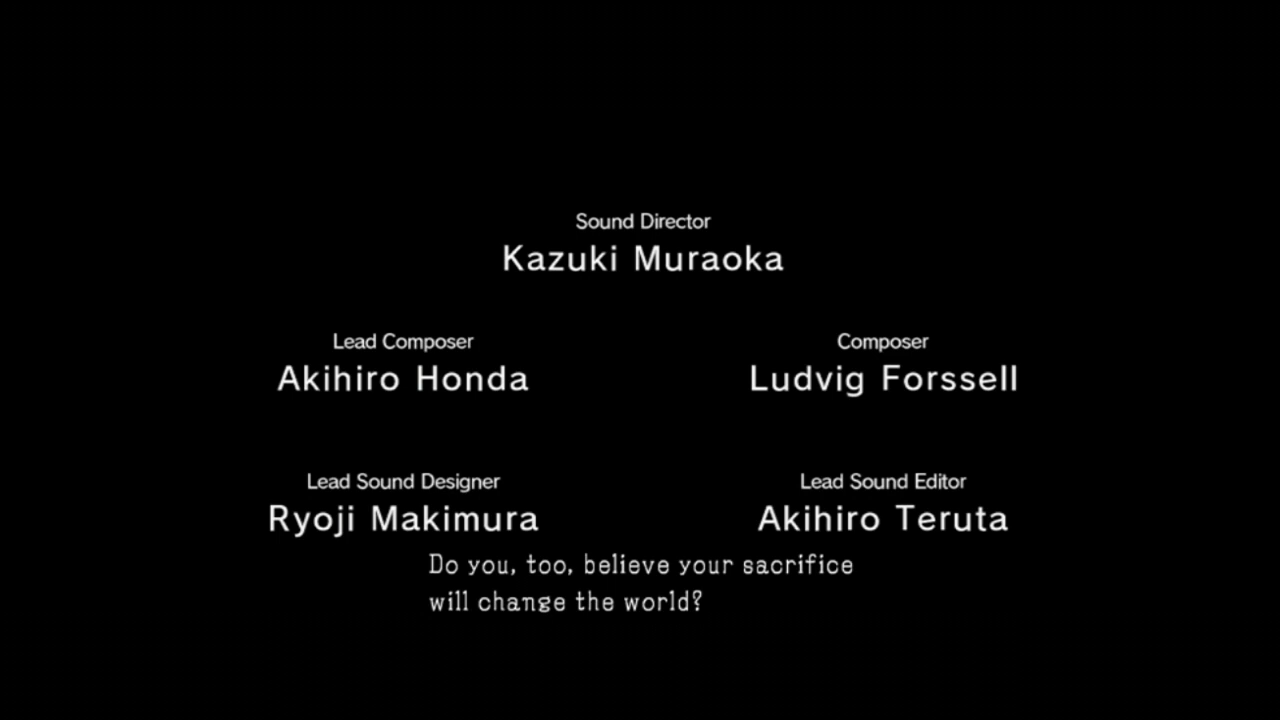 Sound Director
Kazuki Muraoka
Lead Composer
Akihiro Honda
Composer
Ludvig Forssell
Lead Sound Designer
Ryoji Makimura
Lead Sound Editor
Akihiro Teruta
Do you, too, believe your sacrifice
will change the world?